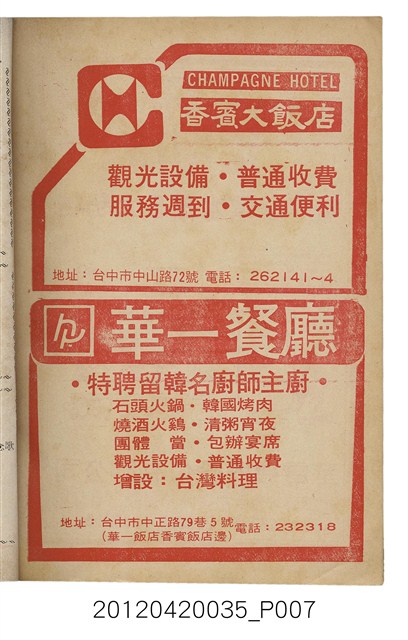 CHAMPAGNE HOTEL
香賓大飯店
觀光設備・普通收費
服務週到・交通便利
地址：台中市中山路72號 電話：262141～4
華一餐廳
・特聘留韓名廚師主廚・
石頭火鍋・韓國烤肉
燒酒火鷄・清粥宵夜
團體 當・包辦宴席
觀光設備・普通收費
增設：台灣料理
地址：台中市中正路79巷5號 電話：232318
(華一飯店香賓飯店邊)
20120420035_P007